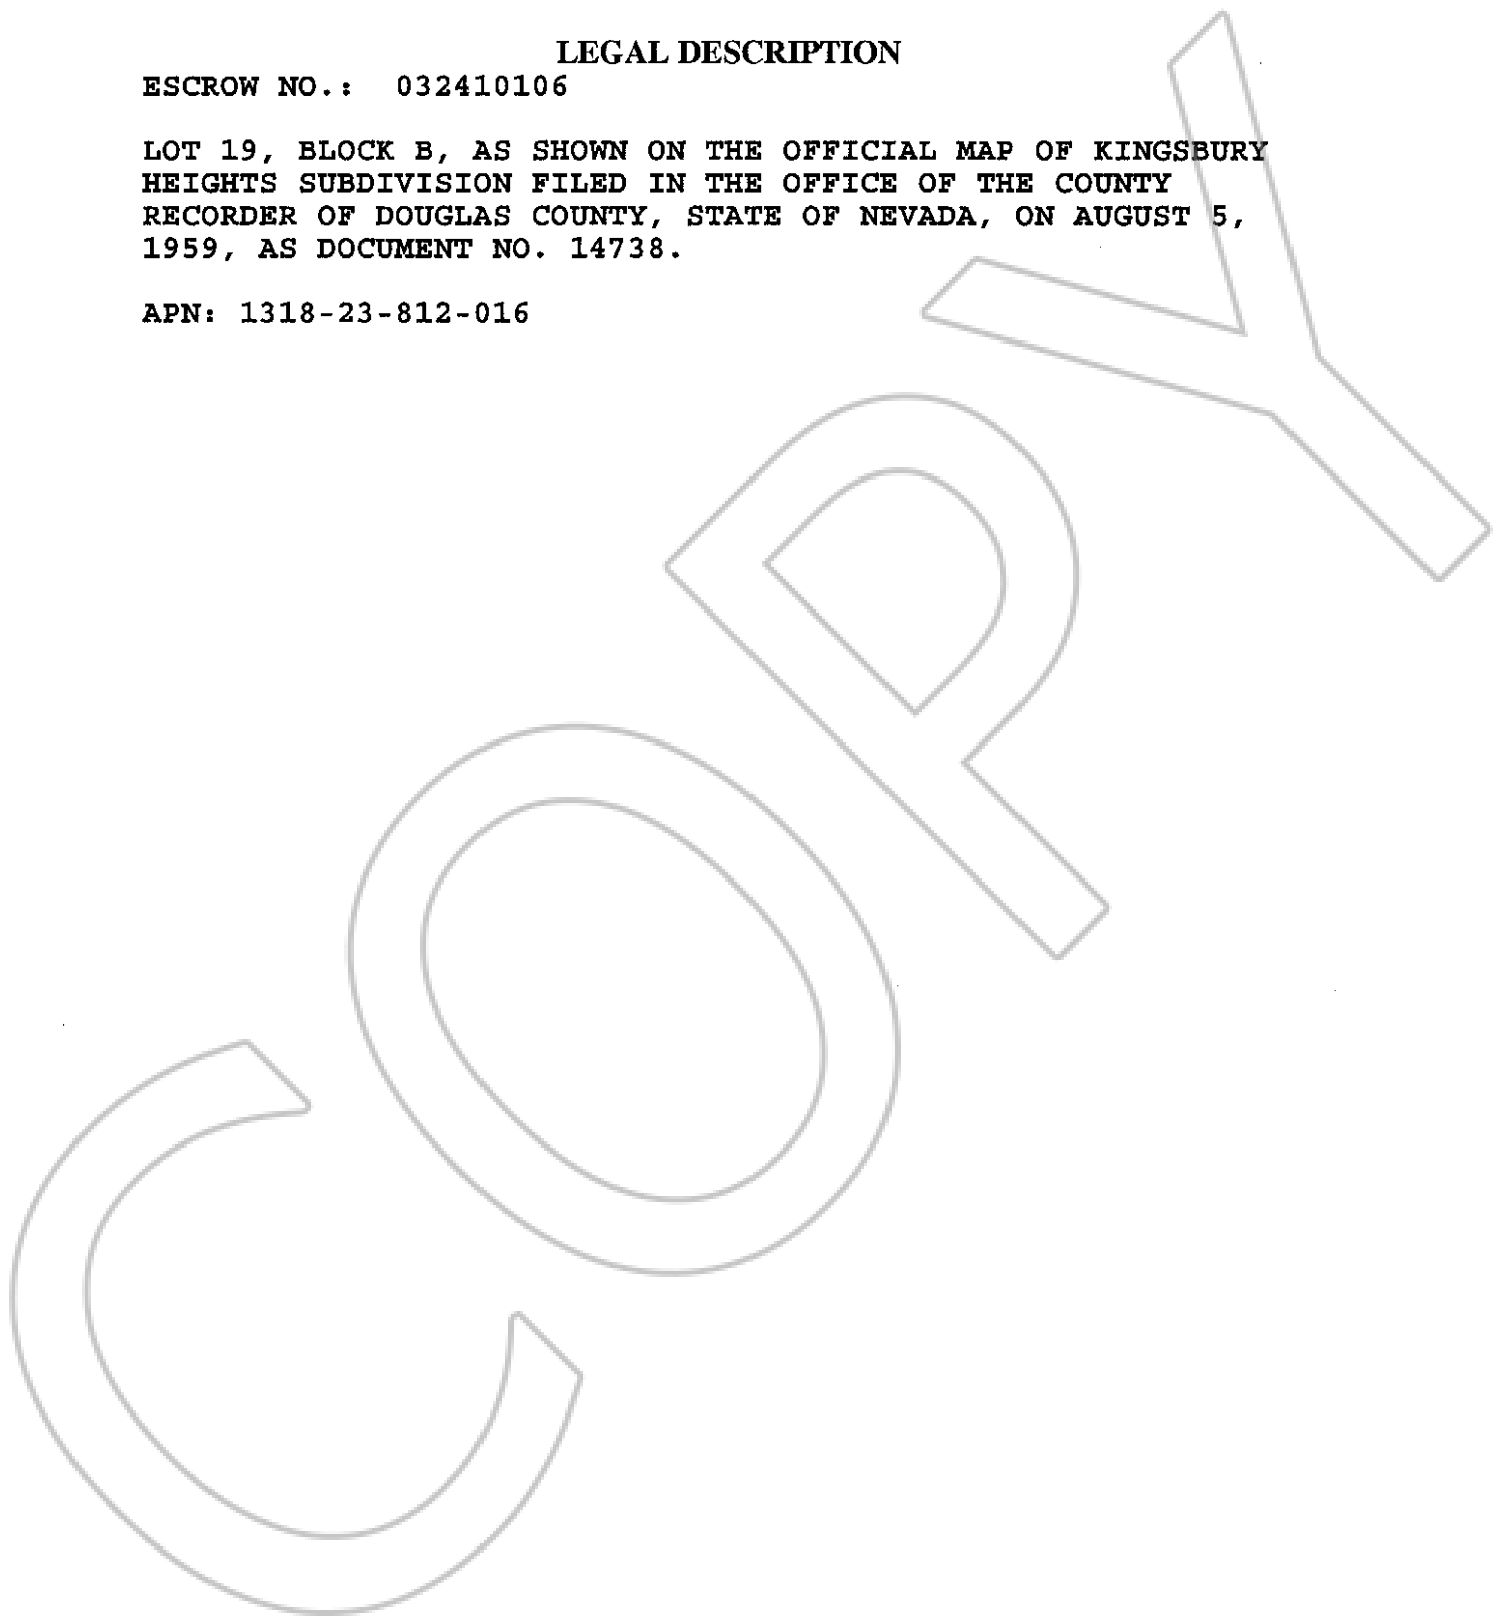 LEGAL DESCRIPTION
ESCROW NO.: 032410106
LOT 19, BLOCK B, AS SHOWN ON THE OFFICIAL MAP OF KINGSBURY
HEIGHTS SUBDIVISION FILED IN THE OFFICE OF THE COUNTY
RECORDER OF DOUGLAS COUNTY, STATE OF NEVADA, ON AUGUST 5,
1959, AS DOCUMENT NO. 14738.
APN: 1318-23-812-016
COPY